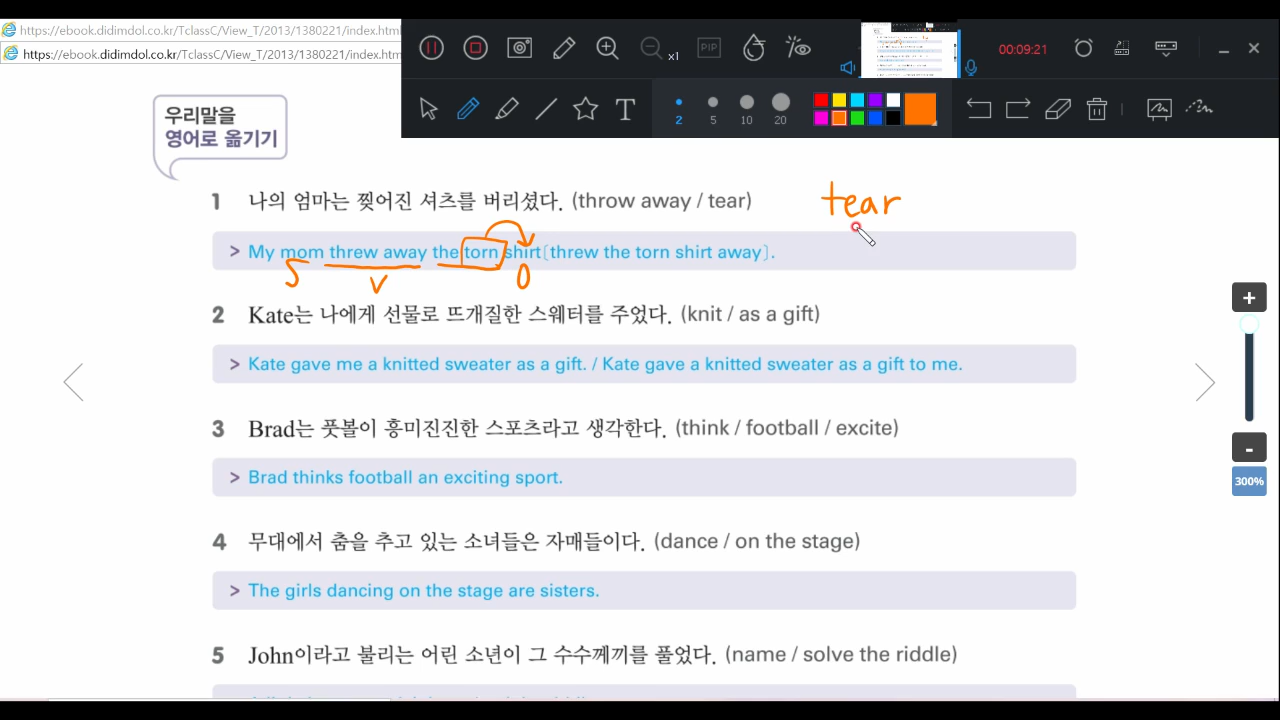 https://ebook.didimdol.co.kr/TclassCA/jseo_T/2013/1380221/index.html
https://ebook.didimdol.co.kr/
x1
PIP
00:09:21
T
2
5
10
20
우리말을
영어로 옮기기
1 나의 엄마는 찢어진 셔츠를 버리셨다. (throw away / tear)
tear
> My mom threw away the torn shirt[threw the torn shirt away].
S V O
2 Kate는 나에게 선물로 뜨개질한 스웨터를 주었다. (knit / as a gift)
> Kate gave me a knitted sweater as a gift. / Kate gave a knitted sweater as a gift to me.
3 Brad는 풋볼이 흥미진진한 스포츠라고 생각한다. (think / football / excite)
> Brad thinks football an exciting sport.
4 무대에서 춤을 추고 있는 소녀들은 자매들이다. (dance / on the stage)
> The girls dancing on the stage are sisters.
5 John이라고 불리는 어린 소년이 그 수수께끼를 풀었다. (name / solve the riddle)
+
-
300%